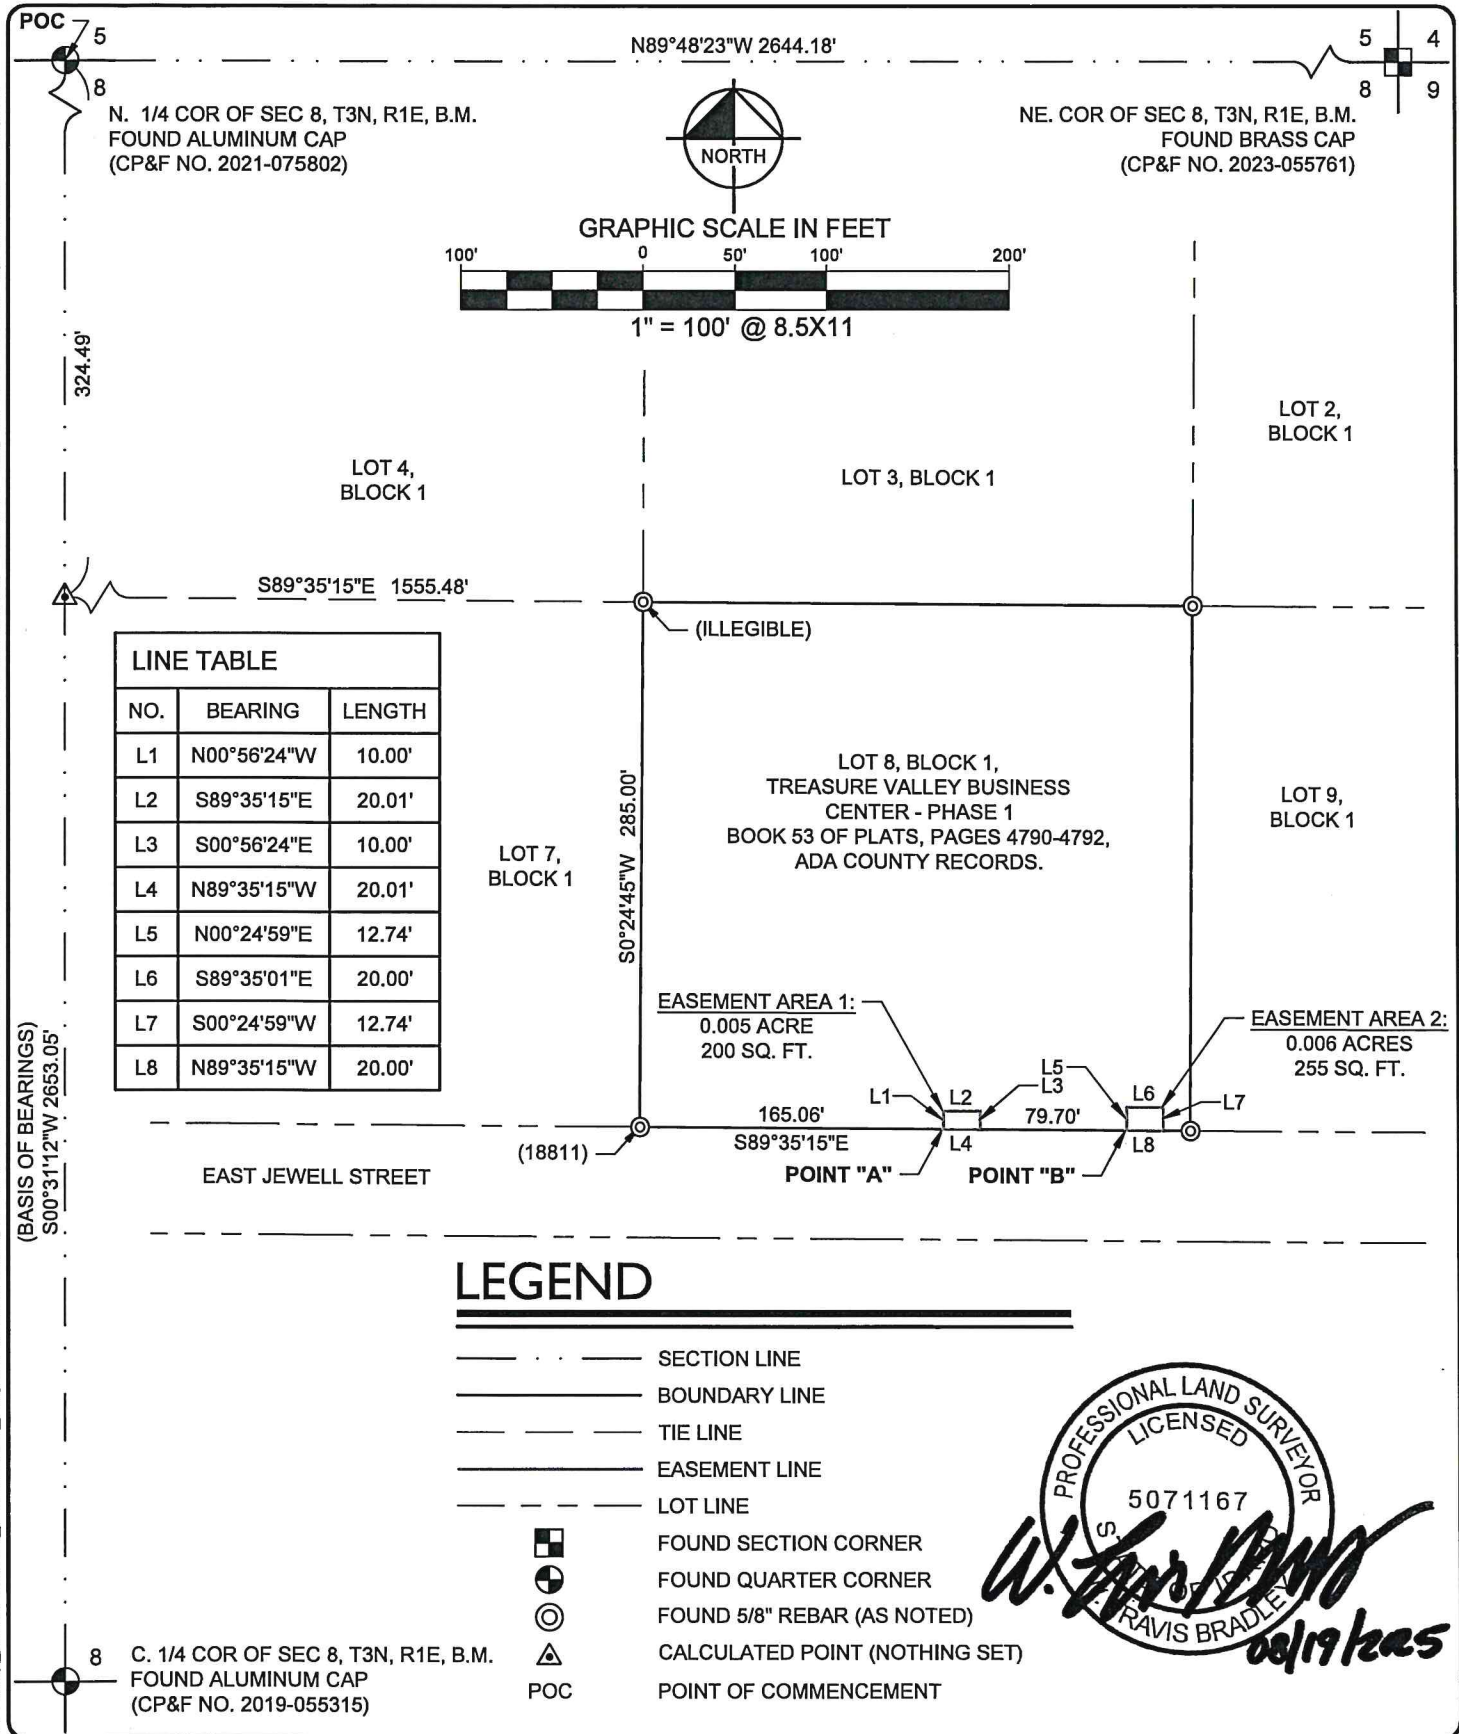 POC
5
8
N89°48'23"W 2644.18'
5 4
8 9
N. 1/4 COR OF SEC 8, T3N, R1E, B.M.
FOUND ALUMINUM CAP
(CP&F NO. 2021-075802)
NORTH
NE. COR OF SEC 8, T3N, R1E, B.M.
FOUND BRASS CAP
(CP&F NO. 2023-055761)
GRAPHIC SCALE IN FEET
100' 0 50' 100' 200'
1" = 100' @ 8.5X11
324.49'
LOT 4,
BLOCK 1
LOT 3, BLOCK 1
LOT 2,
BLOCK 1
S89°35'15"E 1555.48'
(ILLEGIBLE)
LINE TABLE
NO. BEARING LENGTH
L1 N00°56'24"W 10.00'
L2 S89°35'15"E 20.01'
L3 S00°56'24"E 10.00'
L4 N89°35'15"W 20.01'
L5 N00°24'59"E 12.74'
L6 S89°35'01"E 20.00'
L7 S00°24'59"W 12.74'
L8 N89°35'15"W 20.00'
LOT 7,
BLOCK 1
S0°24'45"W 285.00'
LOT 8, BLOCK 1,
TREASURE VALLEY BUSINESS
CENTER - PHASE 1
BOOK 53 OF PLATS, PAGES 4790-4792,
ADA COUNTY RECORDS.
LOT 9,
BLOCK 1
EASEMENT AREA 1:
0.005 ACRE
200 SQ. FT.
EASEMENT AREA 2:
0.006 ACRES
255 SQ. FT.
L1
L2
L3
L5
L6
L7
165.06'
79.70'
S89°35'15"E
L4
L8
(18811)
POINT "A"
POINT "B"
EAST JEWELL STREET
(BASIS OF BEARINGS)
S00°31'12"W 2653.05'
LEGEND
SECTION LINE
BOUNDARY LINE
TIE LINE
EASEMENT LINE
LOT LINE
FOUND SECTION CORNER
FOUND QUARTER CORNER
FOUND 5/8" REBAR (AS NOTED)
CALCULATED POINT (NOTHING SET)
POC POINT OF COMMENCEMENT
8
C. 1/4 COR OF SEC 8, T3N, R1E, B.M.
FOUND ALUMINUM CAP
(CP&F NO. 2019-055315)
PROFESSIONAL LAND SURVEYOR
LICENSED
5071167
TRAVIS BRADLEY
08/19/2025